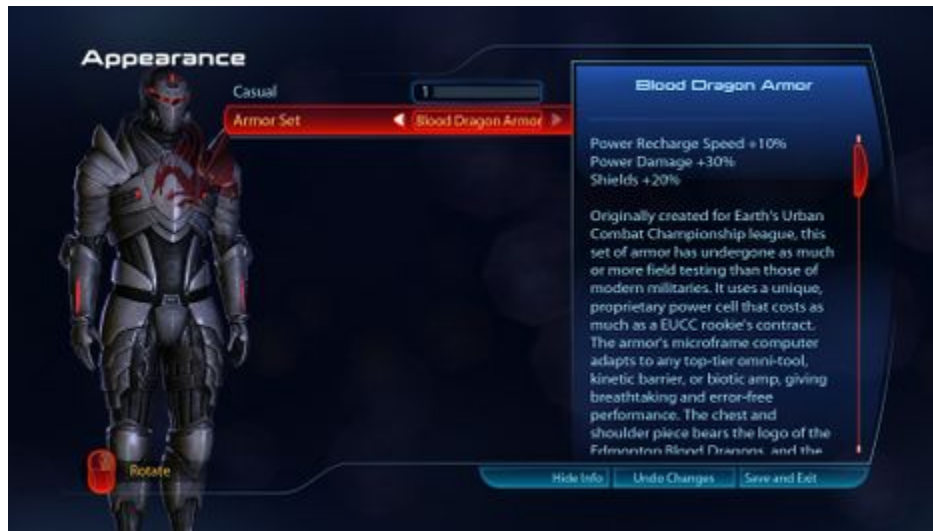 Appearance
Casual
1
Armor Set
Blood Dragon Armor
Blood Dragon Armor
Power Recharge Speed +10%
Power Damage +30%
Shields +20%
Originally created for Earth's Urban
Combat Championship league, this
set of armor has undergone as much
or more field testing than those of
modern militaries. It uses a unique,
proprietary power cell that costs as
much as a EUCC rookie's contract.
The armor's microframe computer
adapts to any top-tier omni-tool,
kinetic barrier, or biotic amp, giving
breathtaking and error-free
performance. The chest and
shoulder piece bears the logo of the
Edmonton Blood Dragons, and the
Rotate
Hide Info
Undo Changes
Save and Exit